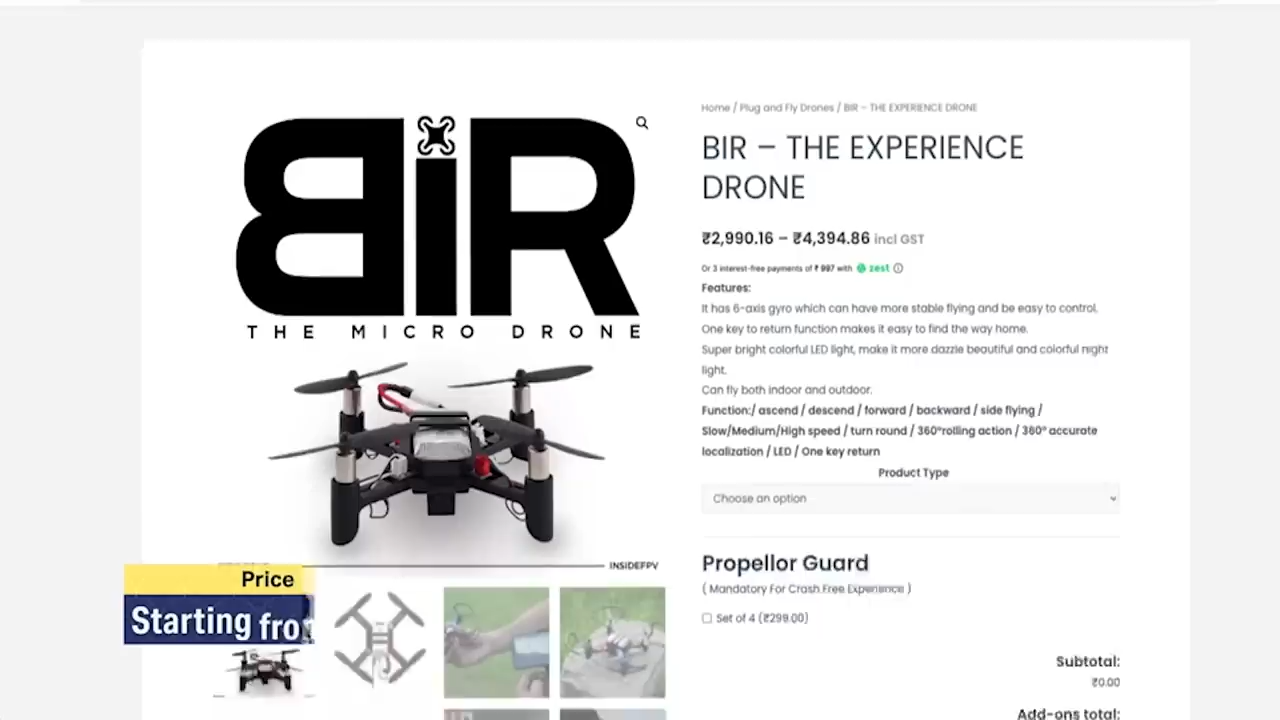 Home / Plug and Fly Drones / BIR – THE EXPERIENCE DRONE
BIR – THE EXPERIENCE
DRONE
₹2,990.16 – ₹4,394.86 incl GST
Or 3 interest-free payments of ₹ 997 with zest
Features:
It has 6-axis gyro which can have more stable flying and be easy to control,
One key to return function makes it easy to find the way home.
Super bright colorful LED light, make it more dazzle beautiful and colorful night
light.
Can fly both indoor and outdoor.
Function:/ ascend / descend / forward / backward / side flying /
Slow/Medium/High speed / turn round / 360°rolling action / 360° accurate
localization / LED / One key return
Product Type
Choose an option
Propellor Guard
( Mandatory For Crash Free Experience )
Set of 4 (₹299.00)
Subtotal:
₹0.00
Add-ons total:
BiR
THE MICRO DRONE
INSIDEFPV
Price
Starting fro